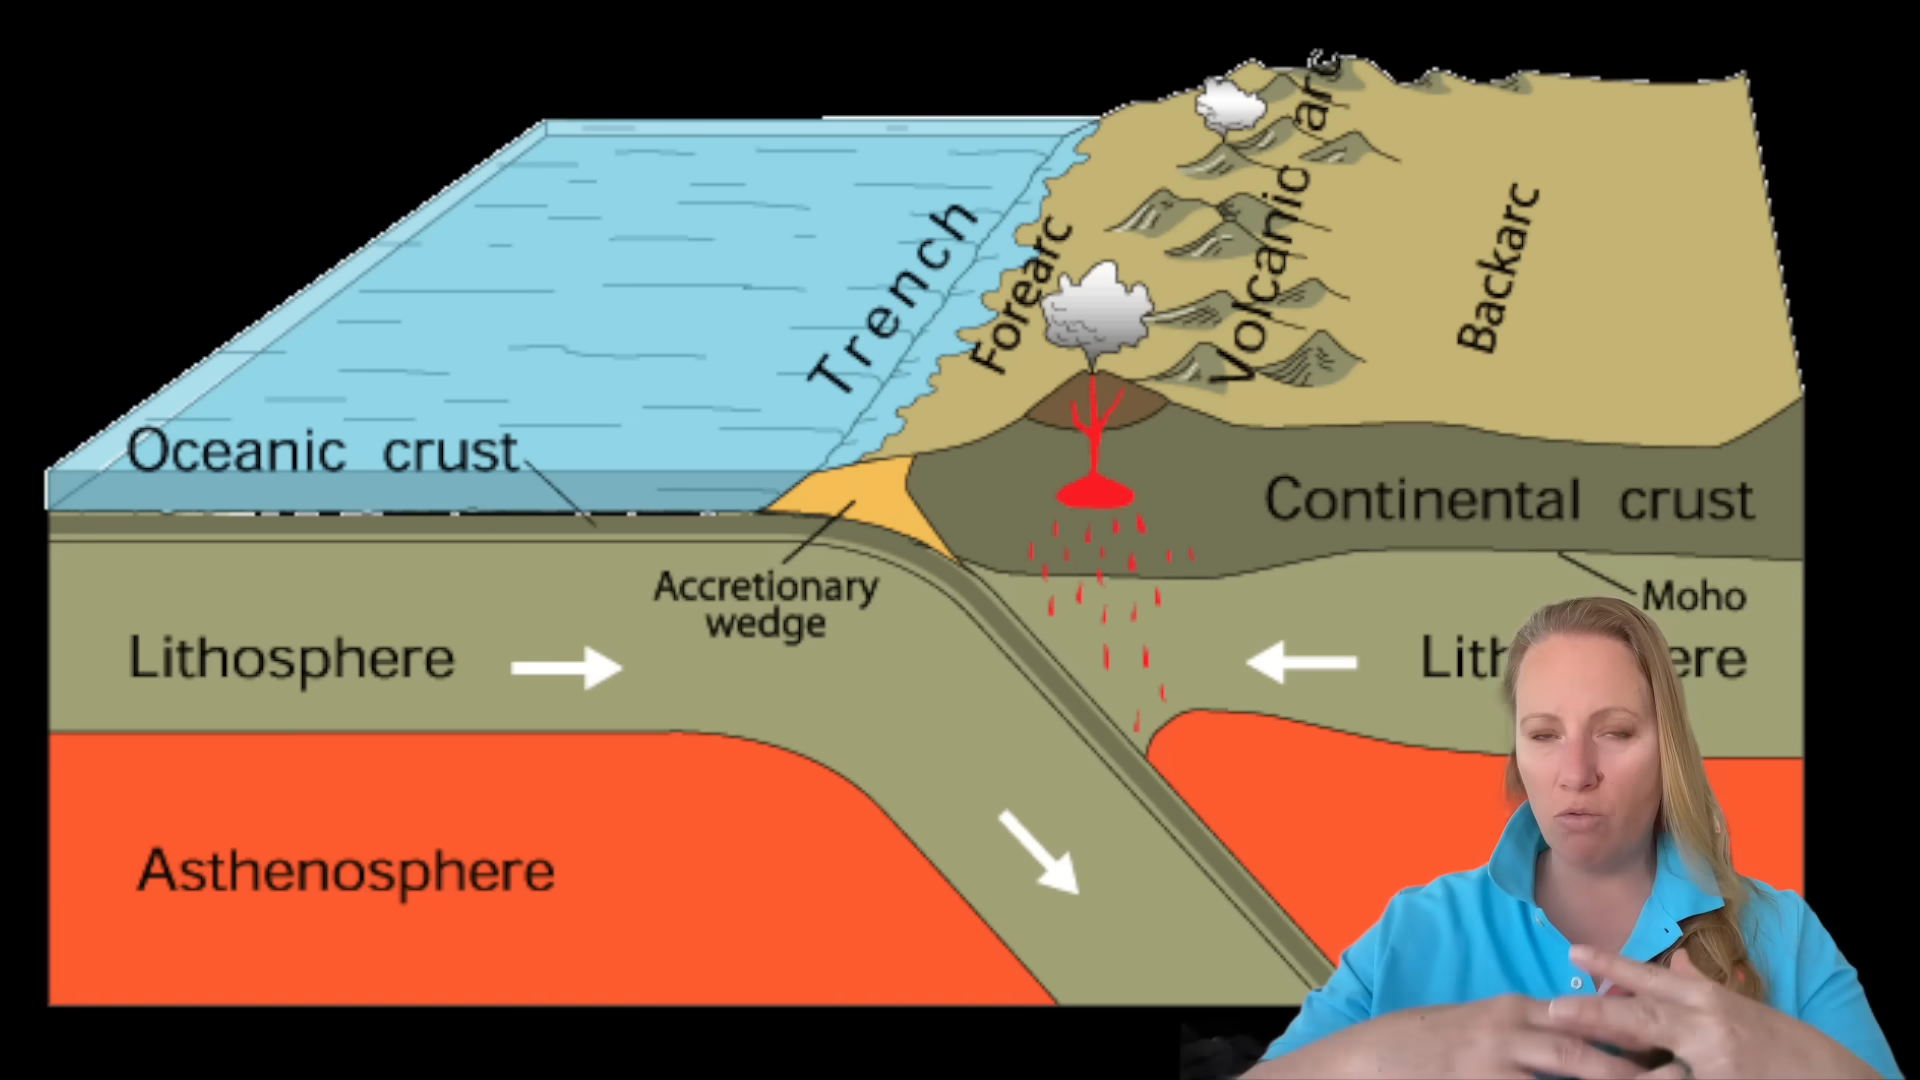 Volcanic arc
Trench
Forearc
Backarc
Oceanic crust
Continental crust
Accretionary
wedge
Moho
Lithosphere
Asthenosphere